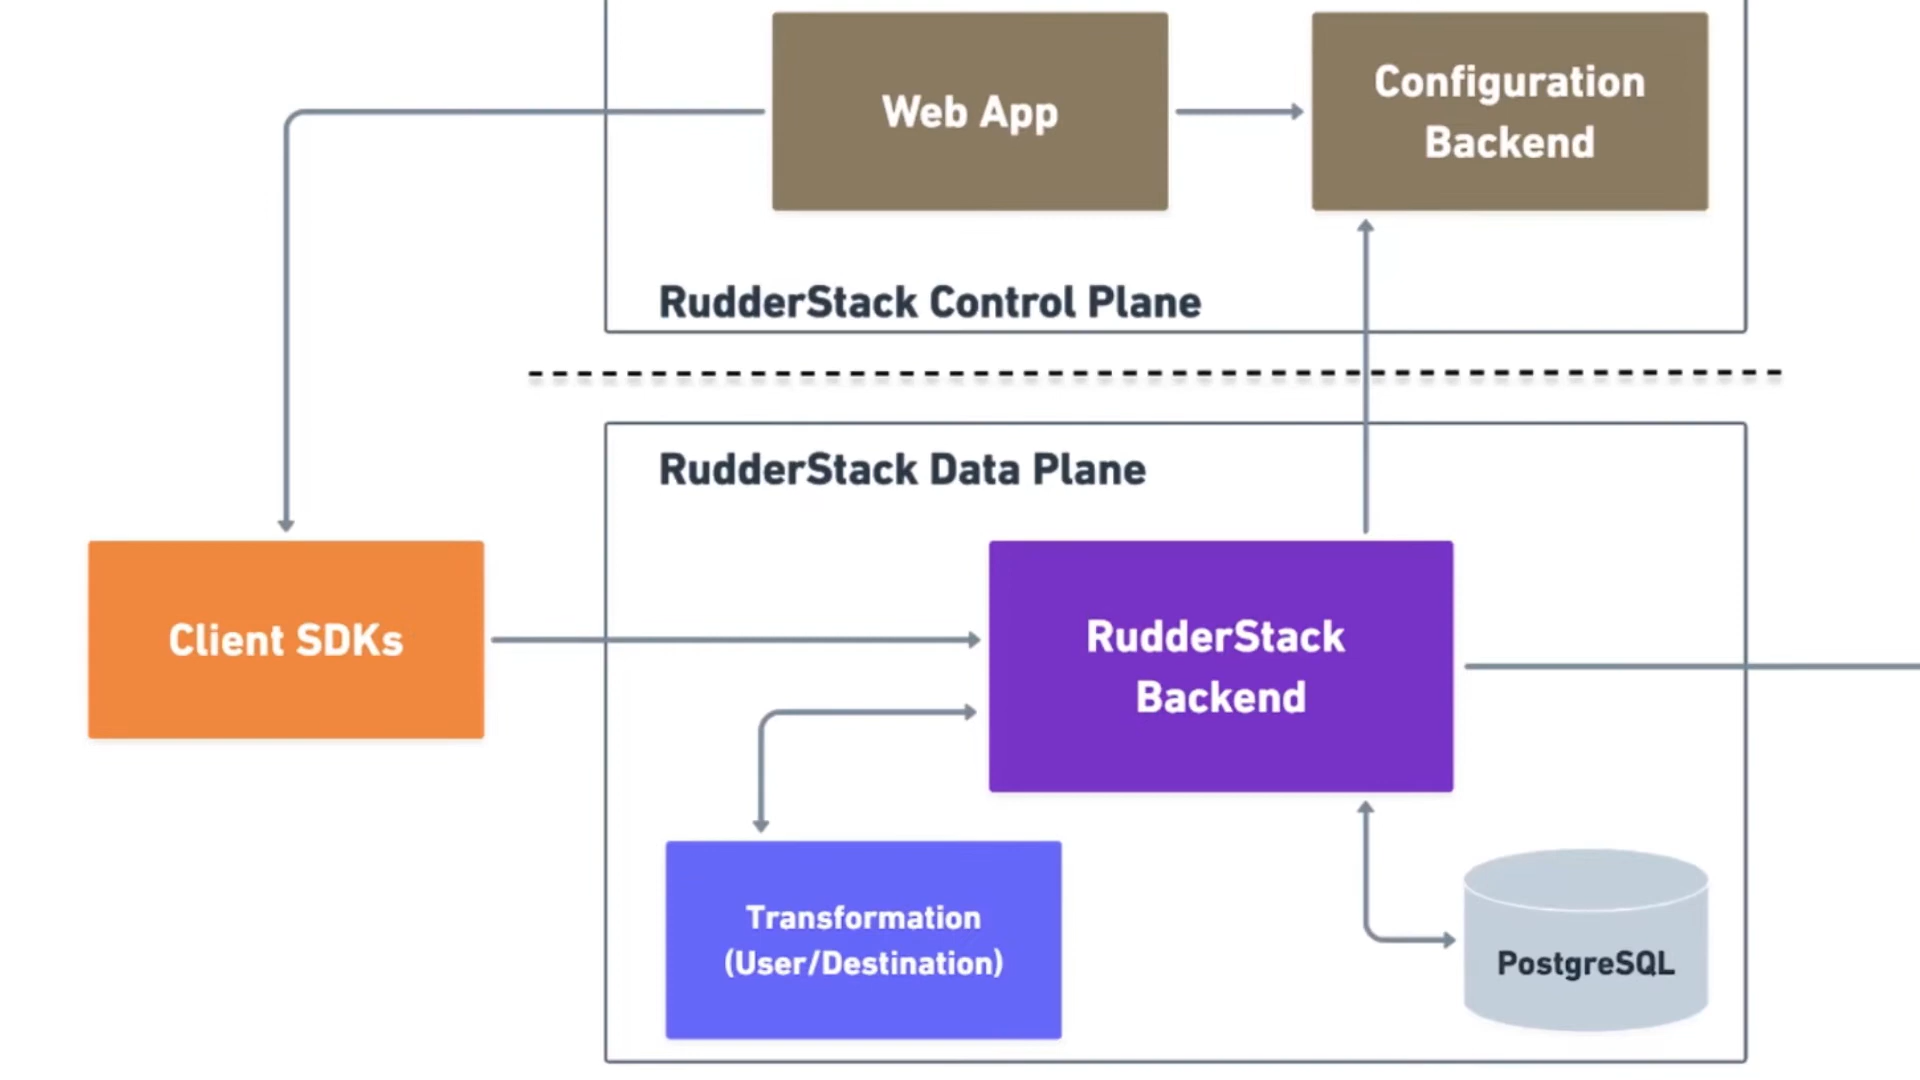 Web App
Configuration
Backend
RudderStack Control Plane
RudderStack Data Plane
Client SDKs
RudderStack
Backend
Transformation
(User/Destination)
PostgreSQL